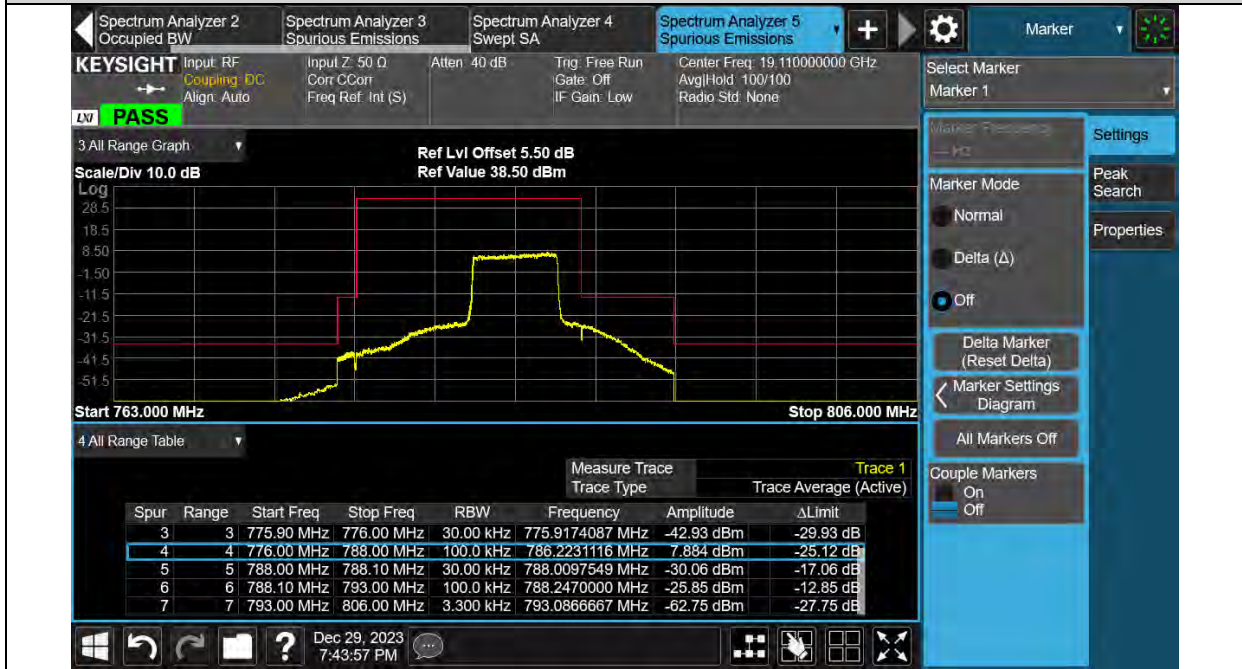 Spectrum Analyzer 2
Occupied BW
Spectrum Analyzer 3
Spurious Emissions
Spectrum Analyzer 4
Swept SA
Spectrum Analyzer 5
Spurious Emissions
+
Marker
KEYSIGHT
LXI
PASS
Input: RF
Coupling: DC
Align: Auto
Input Z: 50 Ω
Corr CCorr
Freq Ref: Int (S)
Atten: 40 dB
Trig: Free Run
Gate: Off
IF Gain: Low
Center Freq: 19.110000000 GHz
Avg|Hold: 100/100
Radio Std: None
Select Marker
Marker 1
Marker Frequency
--- Hz
Settings
Peak Search
Properties
Marker Mode
Normal
Delta (Δ)
Off
Delta Marker
(Reset Delta)
Marker Settings
Diagram
All Markers Off
Couple Markers
On
Off
3 All Range Graph
Scale/Div 10.0 dB
Ref Lvl Offset 5.50 dB
Ref Value 38.50 dBm
Log
28.5
18.5
8.50
-1.50
-11.5
-21.5
-31.5
-41.5
-51.5
Start 763.000 MHz
Stop 806.000 MHz
4 All Range Table
Measure Trace Trace 1
Trace Type Trace Average (Active)
Spur Range Start Freq Stop Freq RBW Frequency Amplitude ΔLimit
3 3 775.90 MHz 776.00 MHz 30.00 kHz 775.9174087 MHz -42.93 dBm -29.93 dB
4 4 776.00 MHz 788.00 MHz 100.0 kHz 786.2231116 MHz 7.884 dBm -25.12 dB
5 5 788.00 MHz 788.10 MHz 30.00 kHz 788.0097549 MHz -30.06 dBm -17.06 dB
6 6 788.10 MHz 793.00 MHz 100.0 kHz 788.2470000 MHz -25.85 dBm -12.85 dB
7 7 793.00 MHz 806.00 MHz 3.300 kHz 793.0866667 MHz -62.75 dBm -27.75 dB
?
Dec 29, 2023
7:43:57 PM